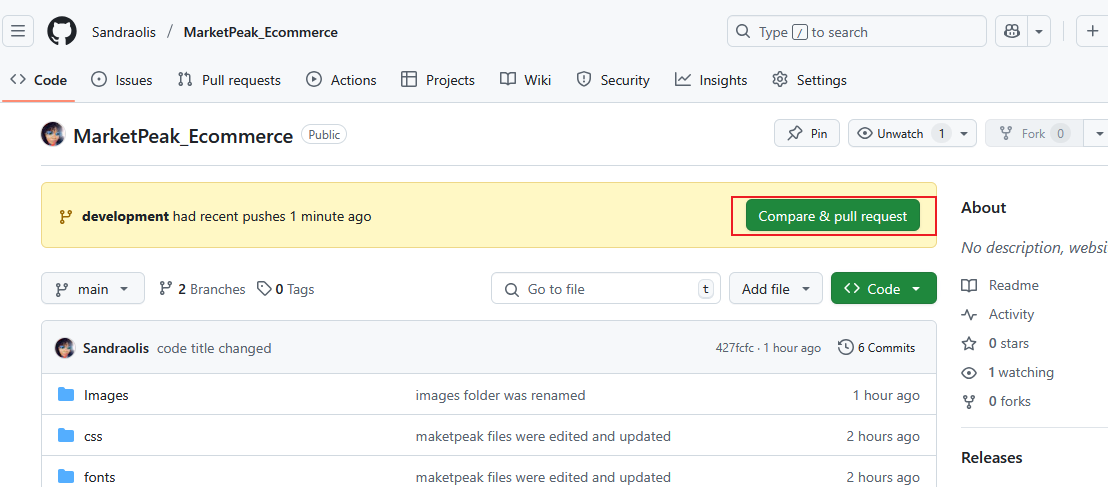 Sandraolis / MarketPeak_Ecommerce
Type / to search
Code Issues Pull requests Actions Projects Wiki Security Insights Settings
MarketPeak_Ecommerce Public
Pin Unwatch 1 Fork 0
development had recent pushes 1 minute ago
Compare & pull request
About
No description, websi
main 2 Branches 0 Tags
Go to file t
Add file
Code
Readme
Activity
0 stars
1 watching
0 forks
Sandraolis code title changed 427fcfc · 1 hour ago 6 Commits
Images images folder was renamed 1 hour ago
css maketpeak files were edited and updated 2 hours ago
fonts maketpeak files were edited and updated 2 hours ago
Releases